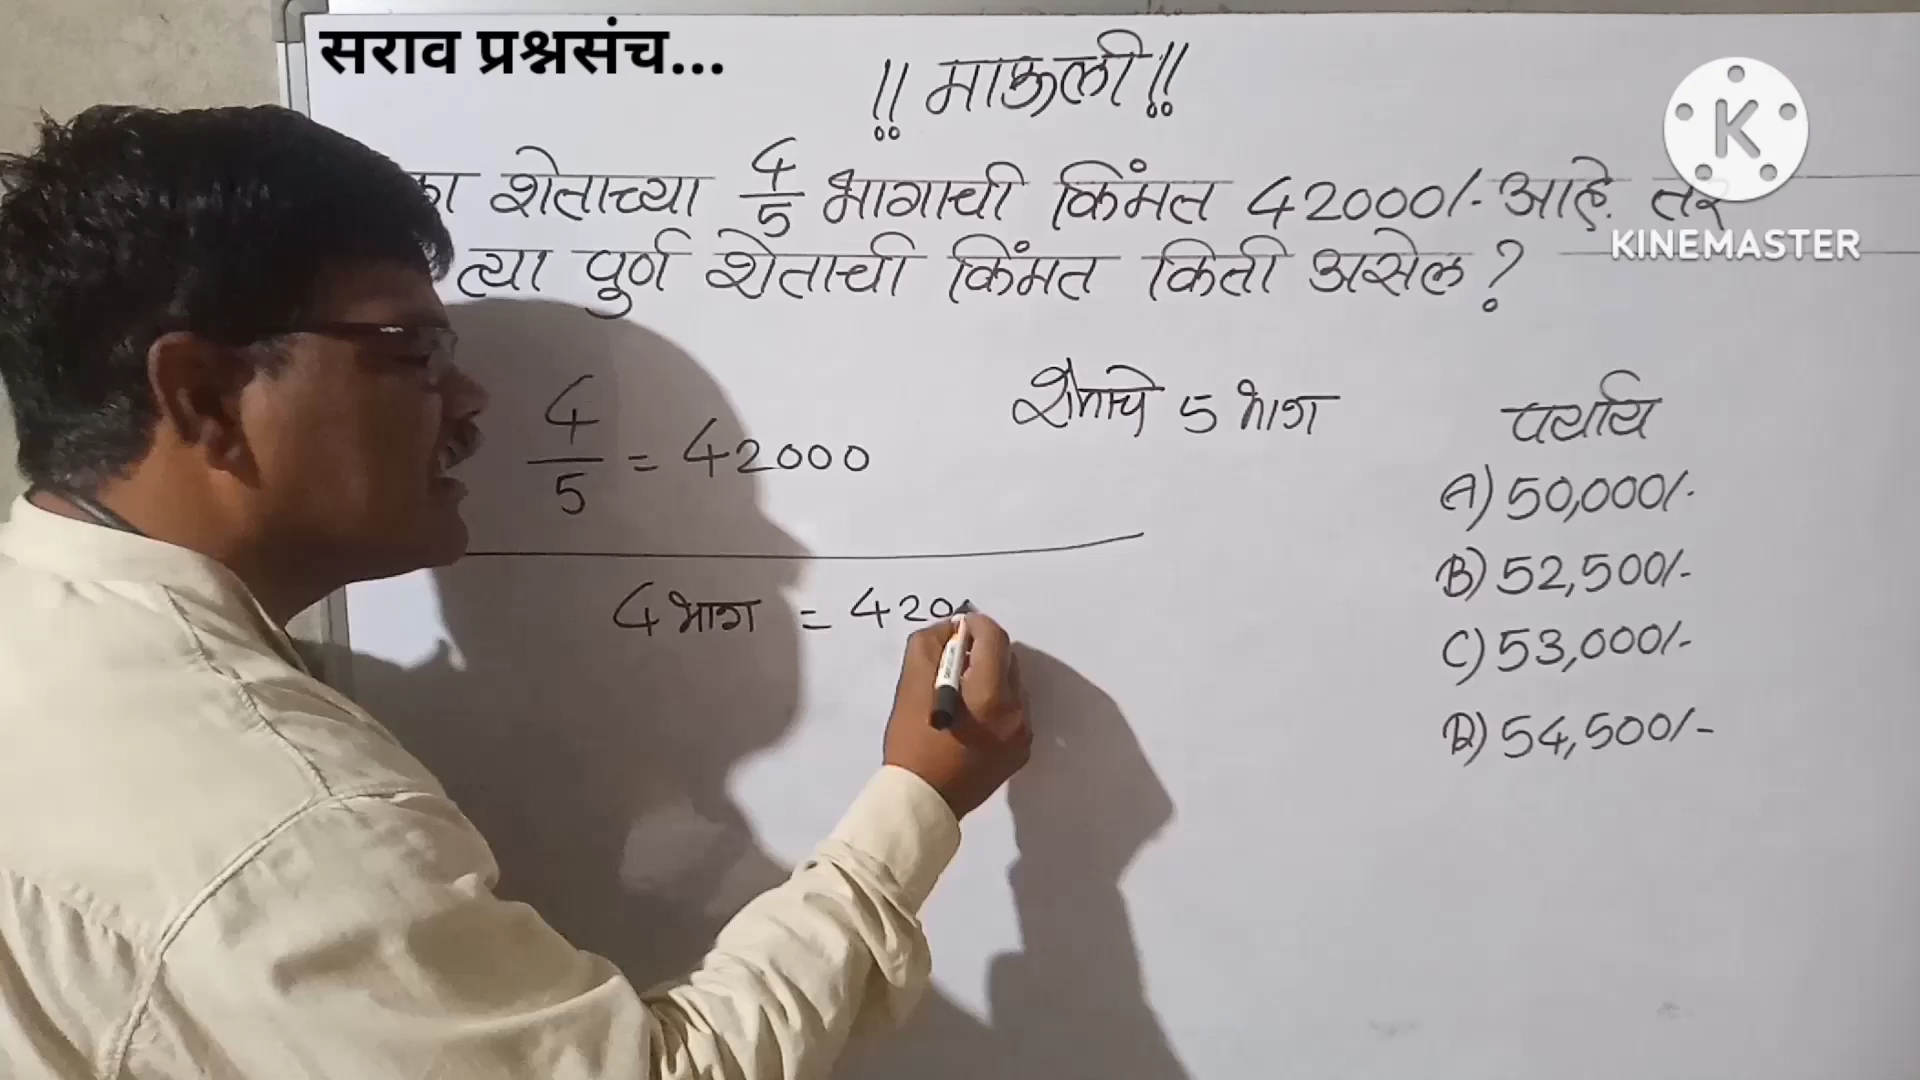 सराव प्रश्नसंच...
!! माऊली !!
शेताच्या 4/5 भागाची किंमत 42000/- आहे. तर
त्या पुर्ण शेताची किंमत किती असेल ?
4/5 = 42000
शेताचे 5 भाग
4 भाग = 420
पर्याय
A) 50,000/-
B) 52,500/-
C) 53,000/-
D) 54,500/-
K
KINEMASTER